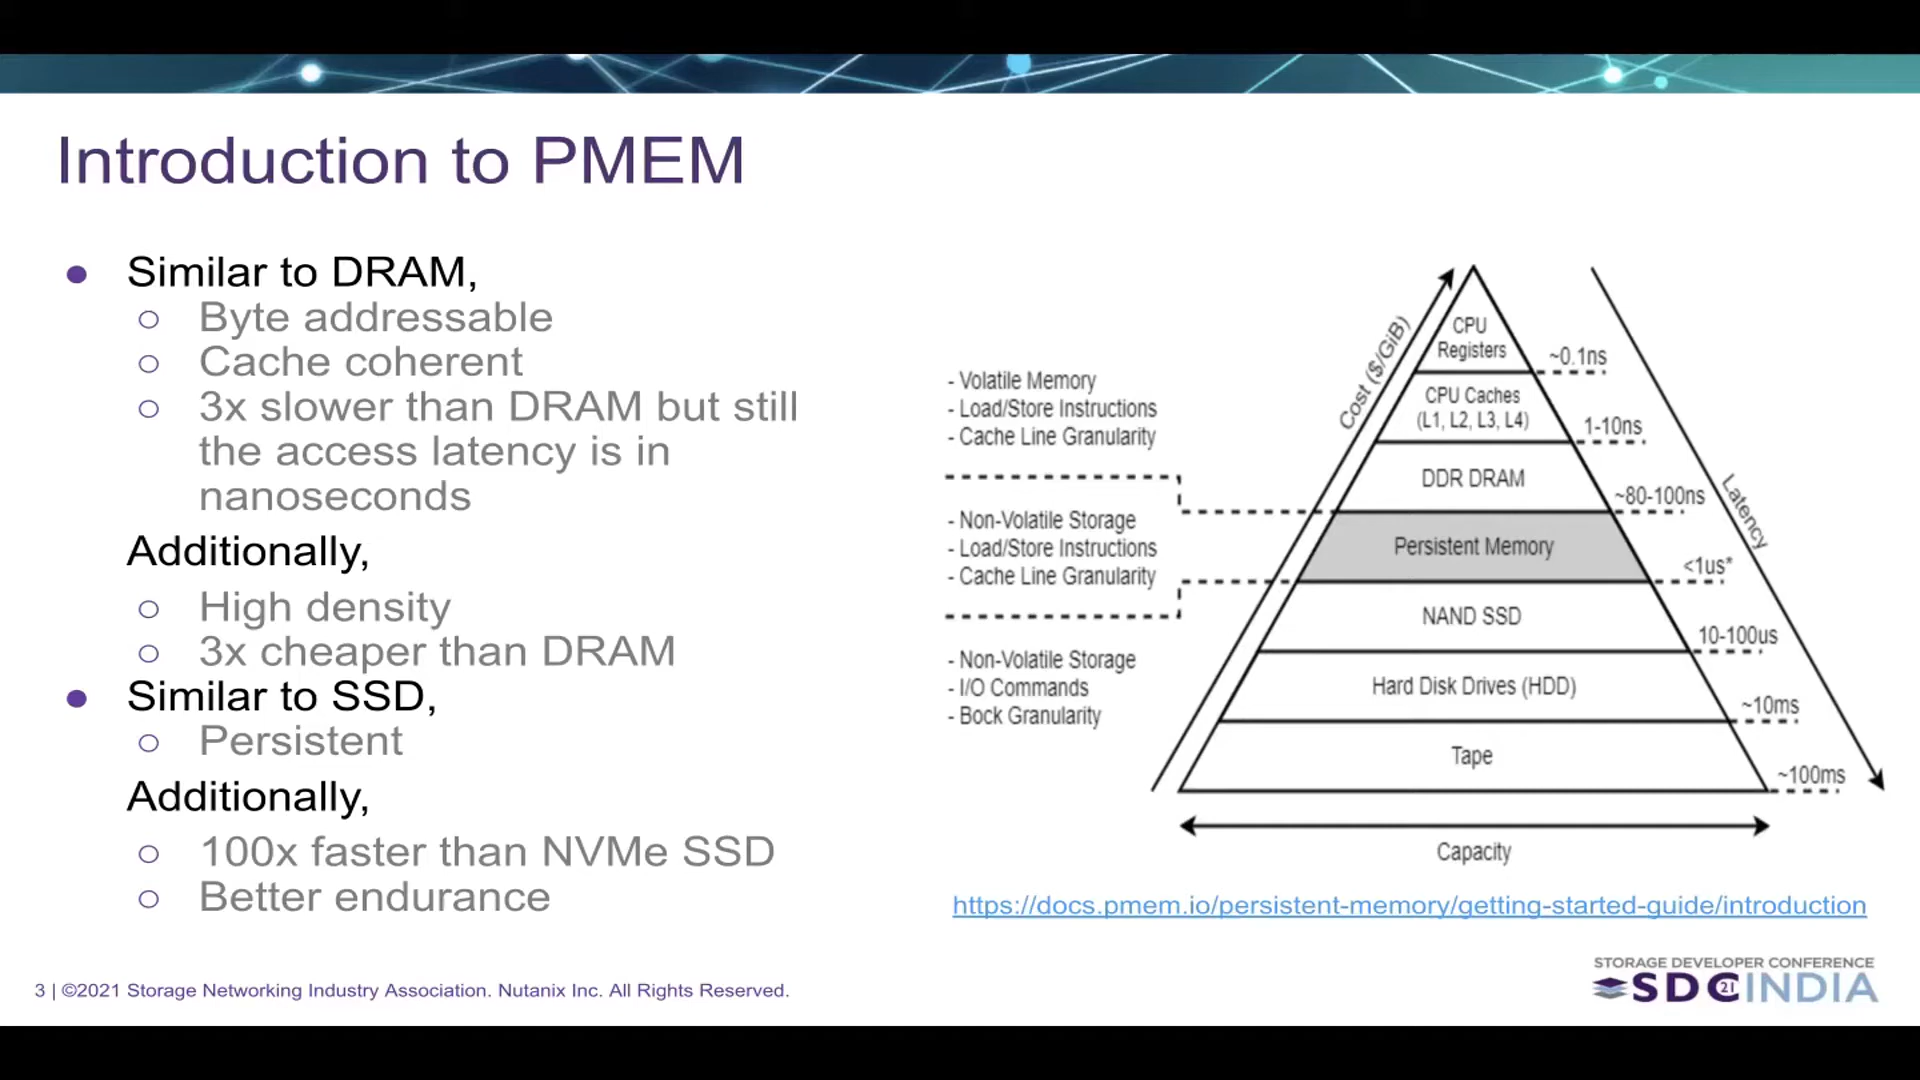 Introduction to PMEM
Similar to DRAM,
Byte addressable
Cache coherent
3x slower than DRAM but still
the access latency is in
nanoseconds
Additionally,
High density
3x cheaper than DRAM
Similar to SSD,
Persistent
Additionally,
100x faster than NVMe SSD
Better endurance
- Volatile Memory
- Load/Store Instructions
- Cache Line Granularity
- Non-Volatile Storage
- Load/Store Instructions
- Cache Line Granularity
- Non-Volatile Storage
- I/O Commands
- Bock Granularity
Cost ($/GiB)
CPU
Registers
CPU Caches
(L1, L2, L3, L4)
DDR DRAM
Persistent Memory
NAND SSD
Hard Disk Drives (HDD)
Tape
~0.1ns
1-10ns
~80-100ns
<1us*
10-100us
~10ms
~100ms
Latency
Capacity
https://docs.pmem.io/persistent-memory/getting-started-guide/introduction
3 | ©2021 Storage Networking Industry Association. Nutanix Inc. All Rights Reserved.
STORAGE DEVELOPER CONFERENCE
SDC 21 INDIA